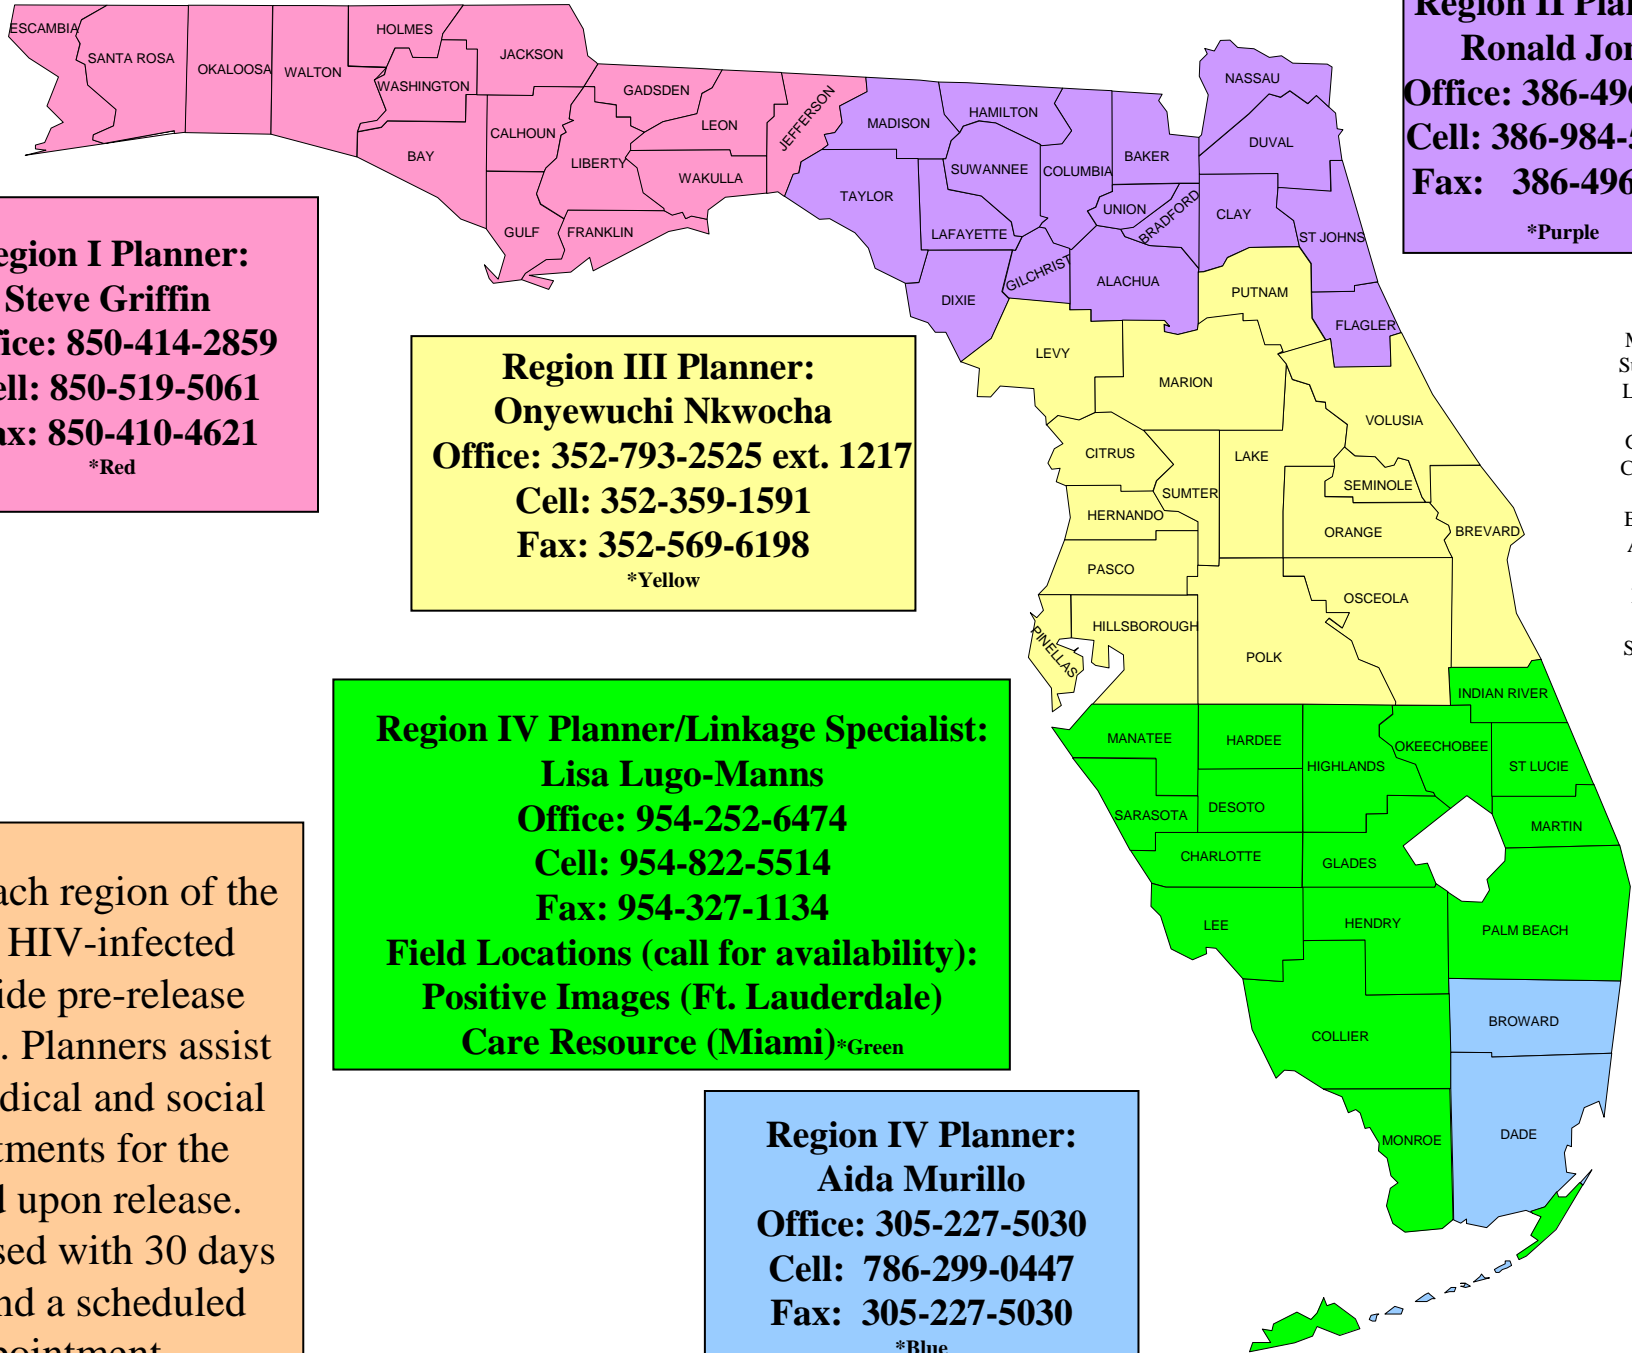 Region II Plan
Ronald Jon
Office: 386-496
Cell: 386-984-5
Fax: 386-496
*Purple
egion I Planner:
Steve Griffin
fice: 850-414-2859
ell: 850-519-5061
ax: 850-410-4621
*Red
Region III Planner:
Onyewuchi Nkwocha
Office: 352-793-2525 ext. 1217
Cell: 352-359-1591
Fax: 352-569-6198
*Yellow
Region IV Planner/Linkage Specialist:
Lisa Lugo-Manns
Office: 954-252-6474
Cell: 954-822-5514
Fax: 954-327-1134
Field Locations (call for availability):
Positive Images (Ft. Lauderdale)
Care Resource (Miami)*Green
ach region of the
HIV-infected
ide pre-release
. Planners assist
dical and social
tments for the
d upon release.
sed with 30 days
nd a scheduled
pointment
Region IV Planner:
Aida Murillo
Office: 305-227-5030
Cell: 786-299-0447
Fax: 305-227-5030
*Blue
ESCAMBIA
SANTA ROSA
OKALOOSA
WALTON
HOLMES
WASHINGTON
JACKSON
BAY
CALHOUN
GULF
LIBERTY
FRANKLIN
GADSDEN
LEON
WAKULLA
JEFFERSON
MADISON
TAYLOR
HAMILTON
SUWANNEE
LAFAYETTE
DIXIE
COLUMBIA
GILCHRIST
BAKER
UNION
BRADFORD
ALACHUA
NASSAU
DUVAL
CLAY
ST JOHNS
PUTNAM
FLAGLER
LEVY
MARION
VOLUSIA
CITRUS
SUMTER
LAKE
SEMINOLE
HERNANDO
ORANGE
BREVARD
PASCO
OSCEOLA
PINELLAS
HILLSBOROUGH
POLK
INDIAN RIVER
MANATEE
HARDEE
HIGHLANDS
OKEECHOBEE
ST LUCIE
SARASOTA
DESOTO
MARTIN
CHARLOTTE
GLADES
LEE
HENDRY
PALM BEACH
COLLIER
BROWARD
MONROE
DADE